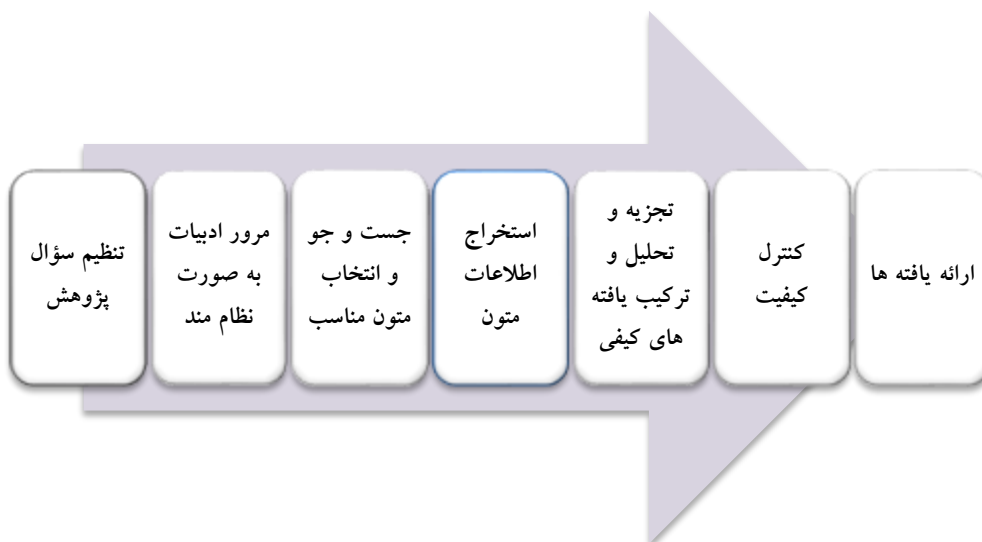 تنظیم سؤال
پژوهش
مرور ادبیات
به صورت
نظام مند
جست و جو
و انتخاب
متون مناسب
استخراج
اطلاعات
متون
تجزیه و
تحلیل و
ترکیب یافته
های کیفی
کنترل
کیفیت
ارائه یافته ها